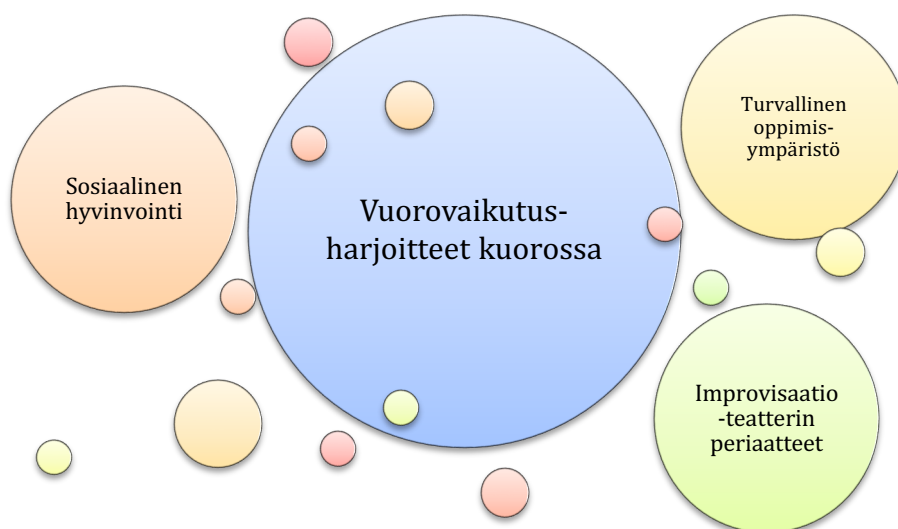 Sosiaalinen
hyvinvointi
Vuorovaikutus-
harjoitteet kuorossa
Turvallinen
oppimis-
ympäristö
Improvisaatio
-teatterin
periaatteet